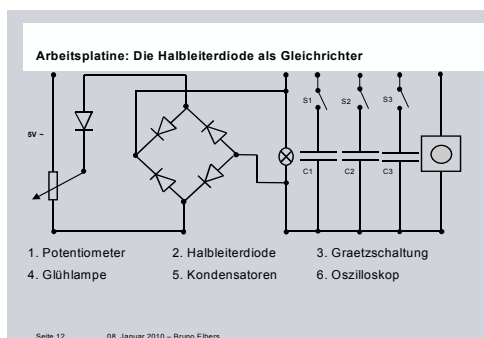 Arbeitsplatine: Die Halbleiterdiode als Gleichrichter
S1 S2 S3
5V ~
C1 C2 C3
1. Potentiometer 2. Halbleiterdiode 3. Graetzschaltung
4. Glühlampe 5. Kondensatoren 6. Oszilloskop
Seite 12 08. Januar 2010 – Bruno Elbers